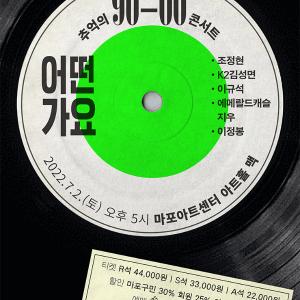 추억의 90-00 콘서트
어떤
가요
• 조정현
• K2김성면
• 이규석
• 에메랄드캐슬
지우
• 이정봉
2022.7.2.(토) 오후 5시 마포아트센터 아트홀 맥
티켓 R석 44,000원 | S석 33,000원 | A석 22,000원
할인 마포구민 30% 회원 25%